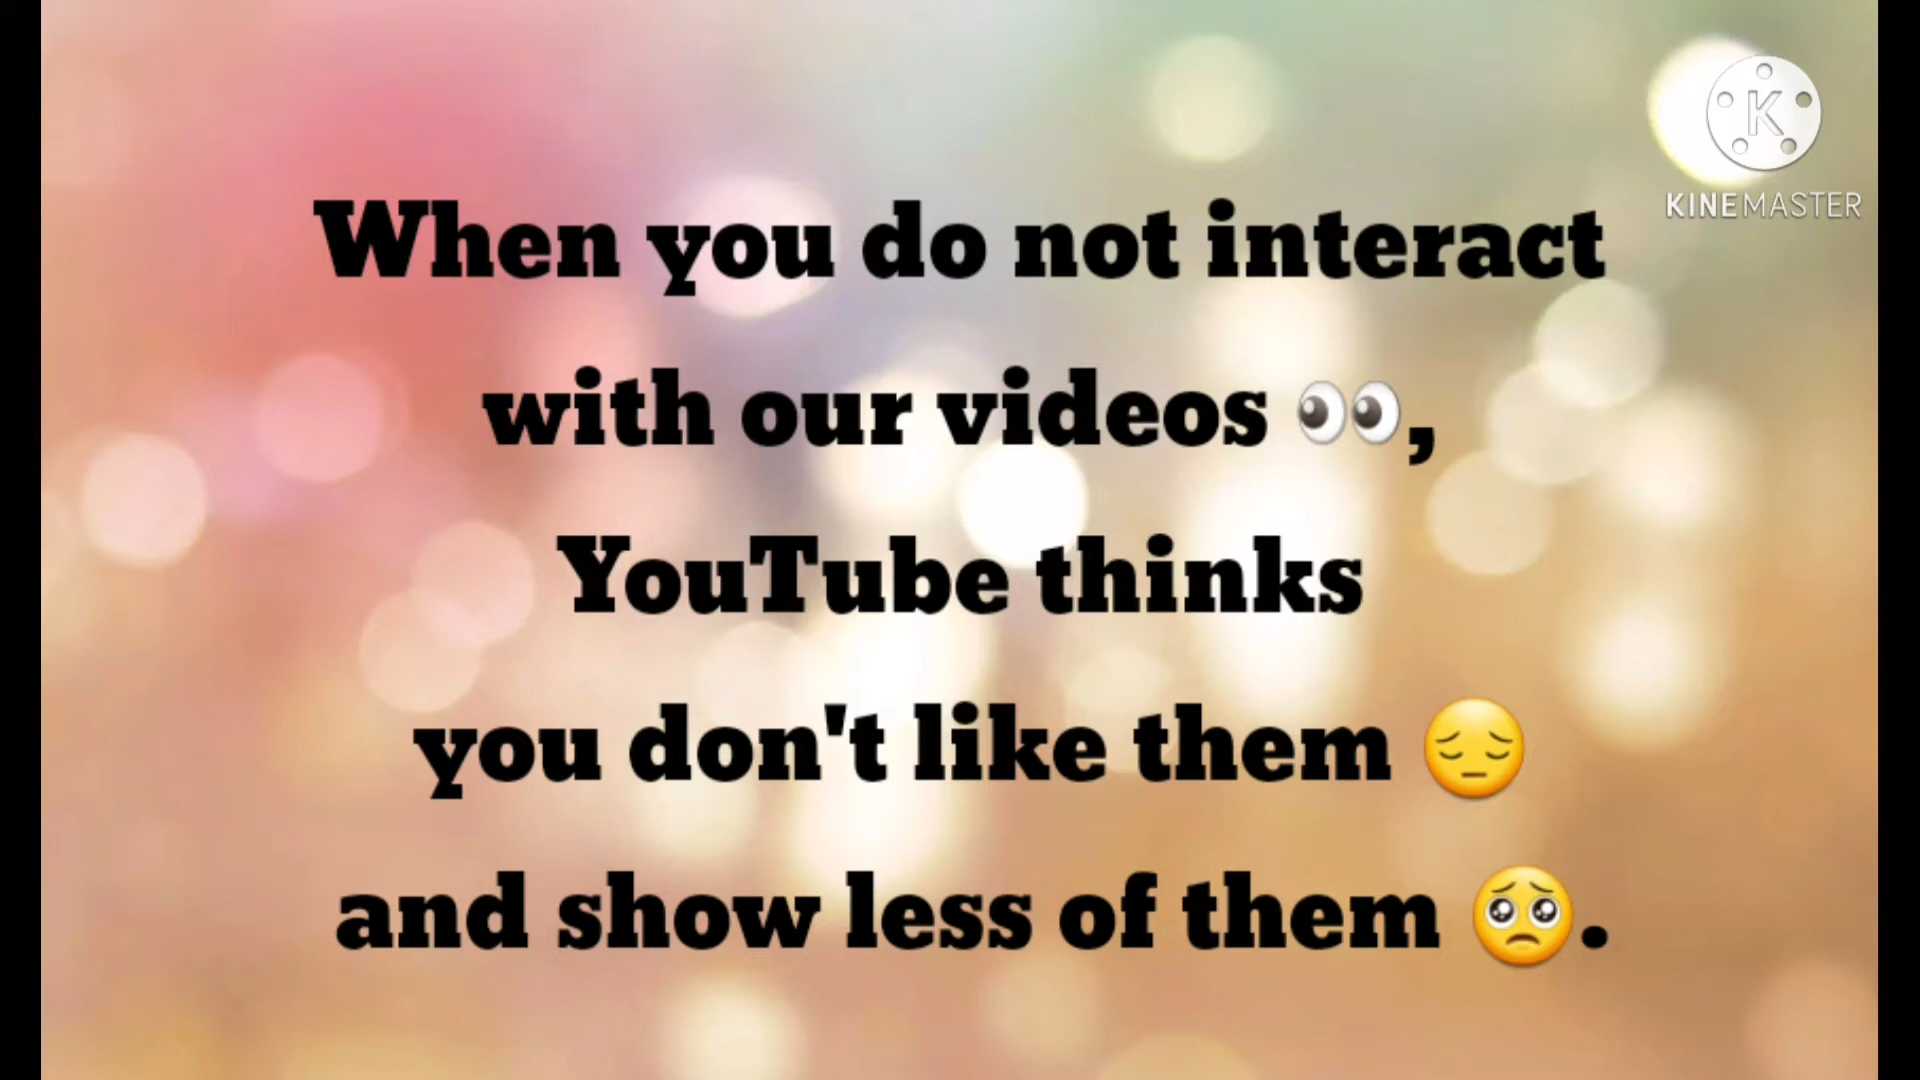 K
KINEMASTER
When you do not interact
with our videos 👀,
YouTube thinks
you don't like them 😔
and show less of them 🥺.